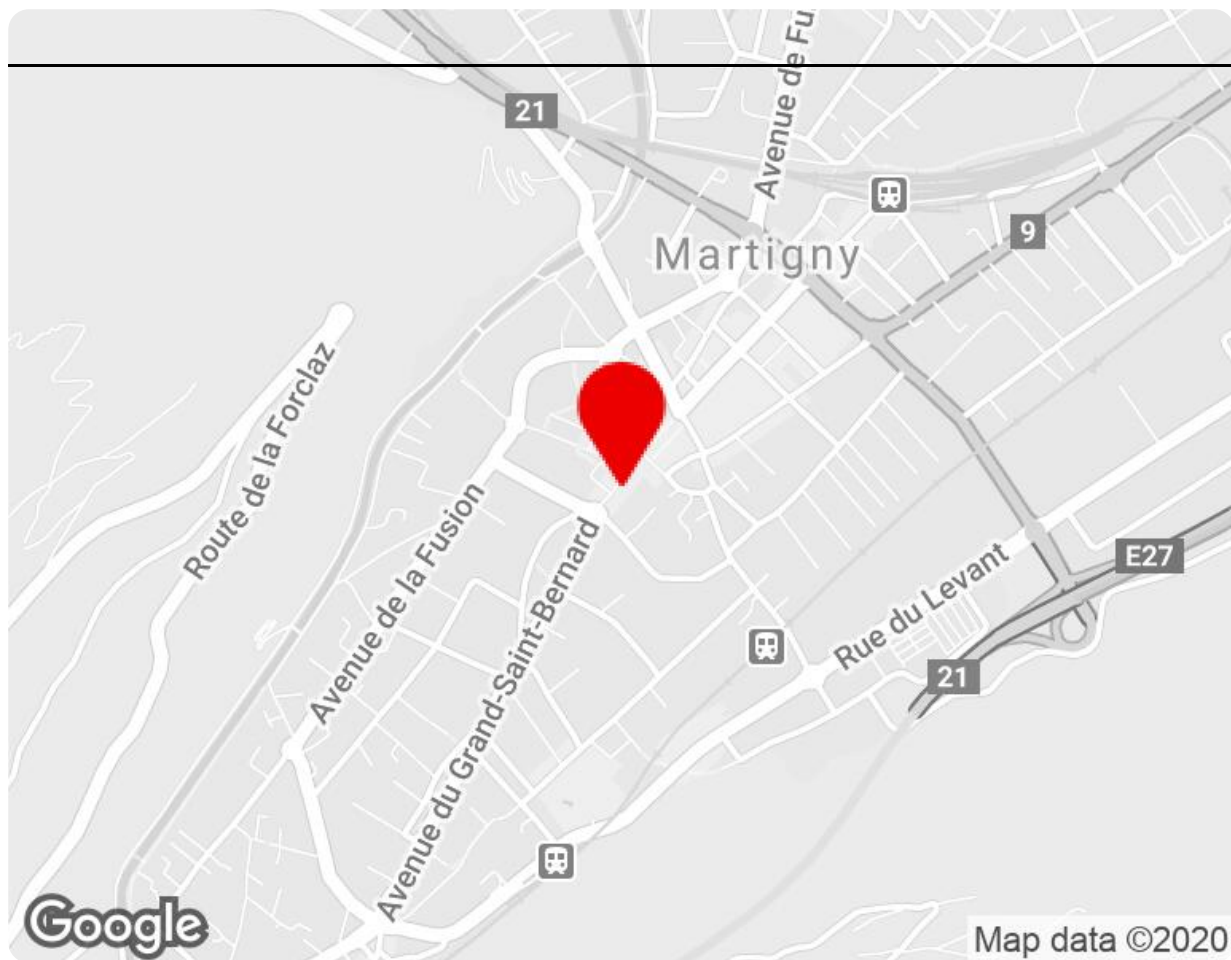 Avenue de Fu
21
Martigny
9
Route de la Forclaz
Avenue de la Fusion
Avenue du Grand-Saint-Bernard
E27
Rue du Levant
21
Google
Map data ©2020